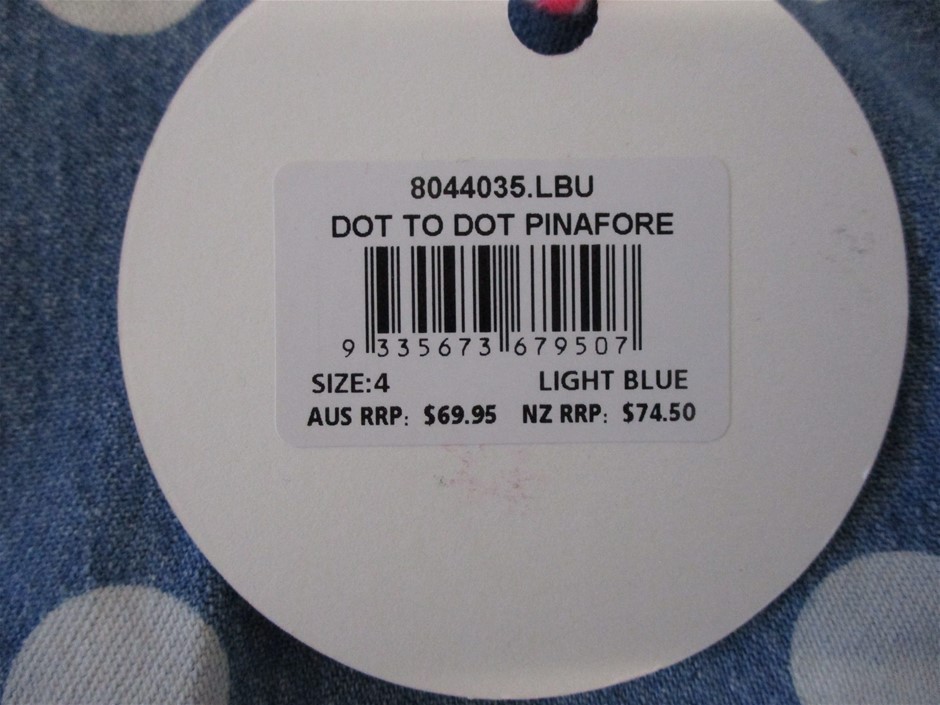 8044035.LBU
DOT TO DOT PINAFORE
9 335673 679507
SIZE:4 LIGHT BLUE
AUS RRP: $69.95 NZ RRP: $74.50